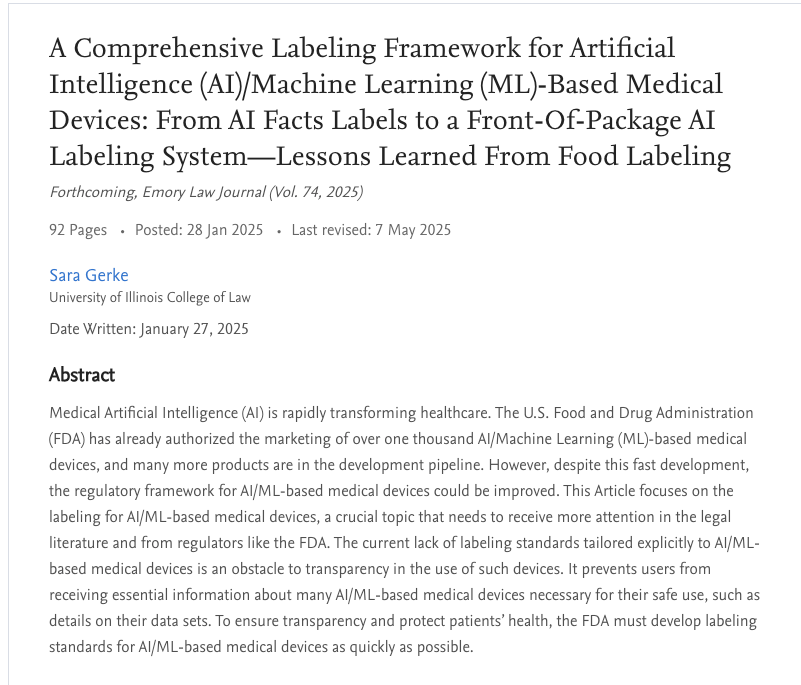 A Comprehensive Labeling Framework for Artificial
Intelligence (AI)/Machine Learning (ML)-Based Medical
Devices: From AI Facts Labels to a Front-Of-Package AI
Labeling System—Lessons Learned From Food Labeling
Forthcoming, Emory Law Journal (Vol. 74, 2025)
92 Pages • Posted: 28 Jan 2025 • Last revised: 7 May 2025
Sara Gerke
University of Illinois College of Law
Date Written: January 27, 2025
Abstract
Medical Artificial Intelligence (AI) is rapidly transforming healthcare. The U.S. Food and Drug Administration
(FDA) has already authorized the marketing of over one thousand AI/Machine Learning (ML)-based medical
devices, and many more products are in the development pipeline. However, despite this fast development,
the regulatory framework for AI/ML-based medical devices could be improved. This Article focuses on the
labeling for AI/ML-based medical devices, a crucial topic that needs to receive more attention in the legal
literature and from regulators like the FDA. The current lack of labeling standards tailored explicitly to AI/ML-
based medical devices is an obstacle to transparency in the use of such devices. It prevents users from
receiving essential information about many AI/ML-based medical devices necessary for their safe use, such as
details on their data sets. To ensure transparency and protect patients’ health, the FDA must develop labeling
standards for AI/ML-based medical devices as quickly as possible.